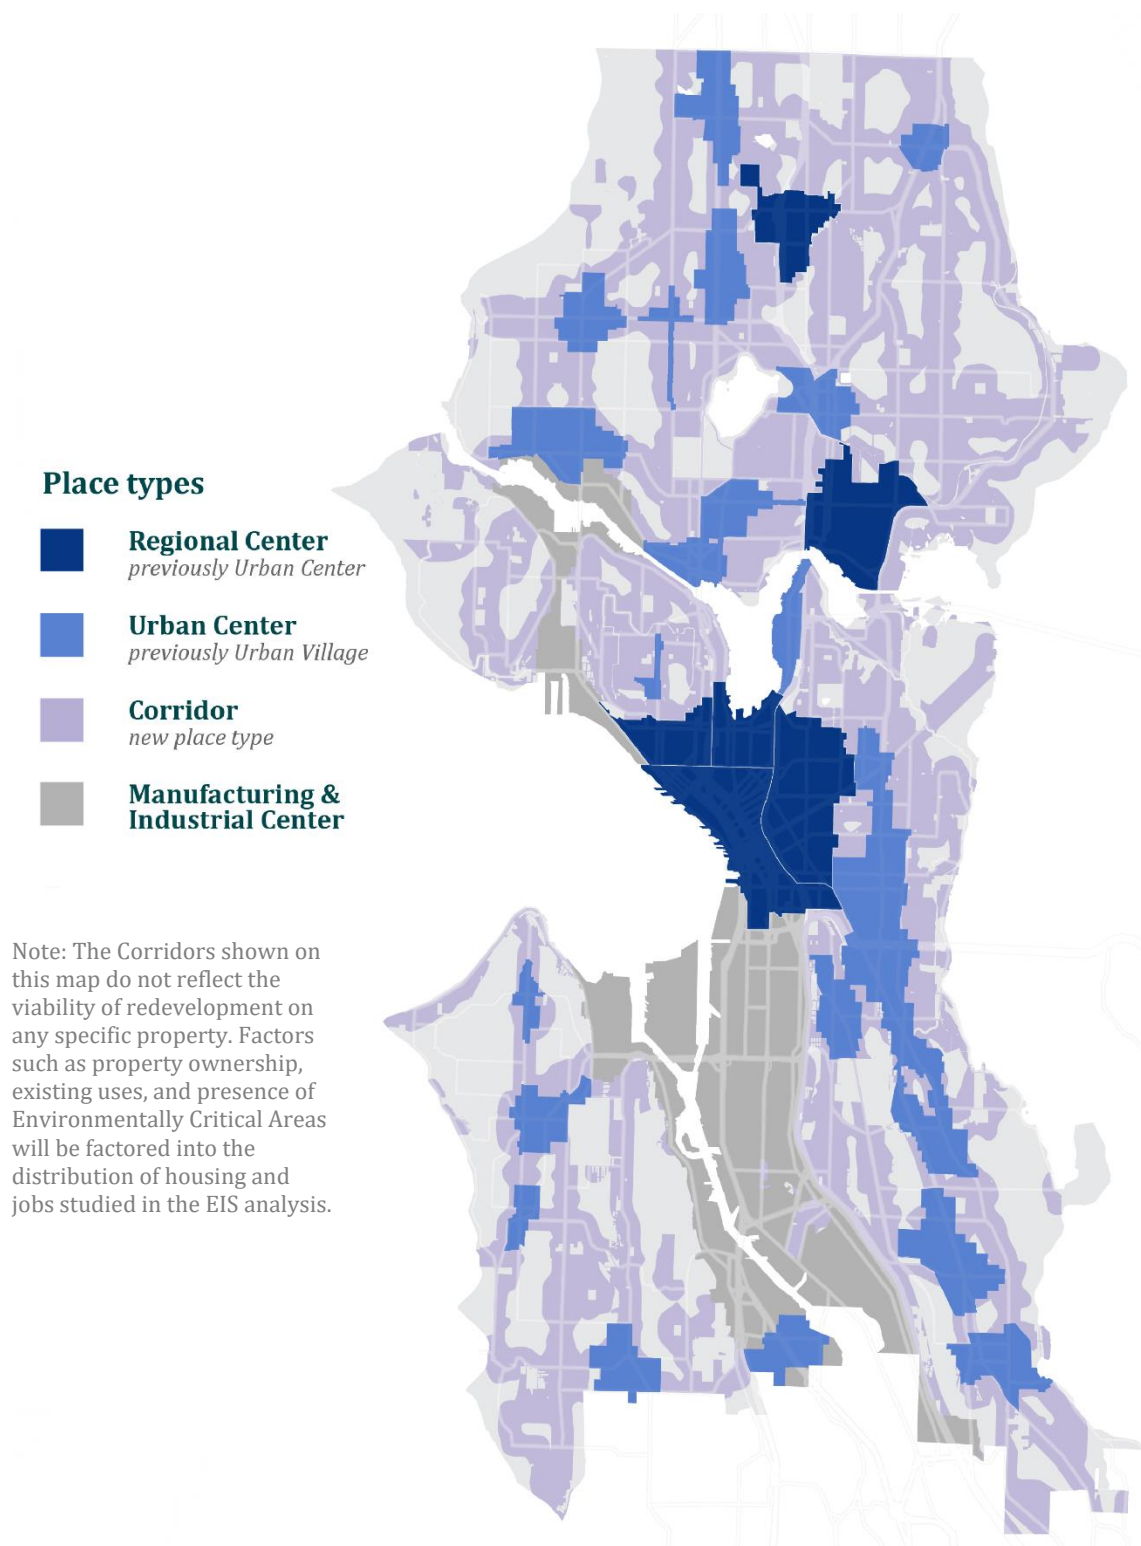 Place types
Regional Center
previously Urban Center
Urban Center
previously Urban Village
Corridor
new place type
Manufacturing &
Industrial Center
Note: The Corridors shown on
this map do not reflect the
viability of redevelopment on
any specific property. Factors
such as property ownership,
existing uses, and presence of
Environmentally Critical Areas
will be factored into the
distribution of housing and
jobs studied in the EIS analysis.